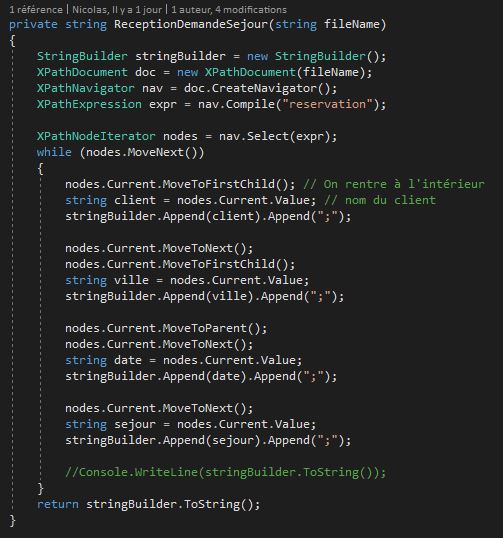 1 référence | Nicolas, Il y a 1 jour | 1 auteur, 4 modifications
private string ReceptionDemandeSejour(string fileName)
{
StringBuilder stringBuilder = new StringBuilder();
XPathDocument doc = new XPathDocument(fileName);
XPathNavigator nav = doc.CreateNavigator();
XPathExpression expr = nav.Compile("reservation");
XPathNodeIterator nodes = nav.Select(expr);
while (nodes.MoveNext())
{
nodes.Current.MoveToFirstChild(); // On rentre à l'intérieur
string client = nodes.Current.Value; // nom du client
stringBuilder.Append(client).Append(";");
nodes.Current.MoveToNext();
nodes.Current.MoveToFirstChild();
string ville = nodes.Current.Value;
stringBuilder.Append(ville).Append(";");
nodes.Current.MoveToParent();
nodes.Current.MoveToNext();
string date = nodes.Current.Value;
stringBuilder.Append(date).Append(";");
nodes.Current.MoveToNext();
string sejour = nodes.Current.Value;
stringBuilder.Append(sejour).Append(";");
//Console.WriteLine(stringBuilder.ToString());
}
return stringBuilder.ToString();
}